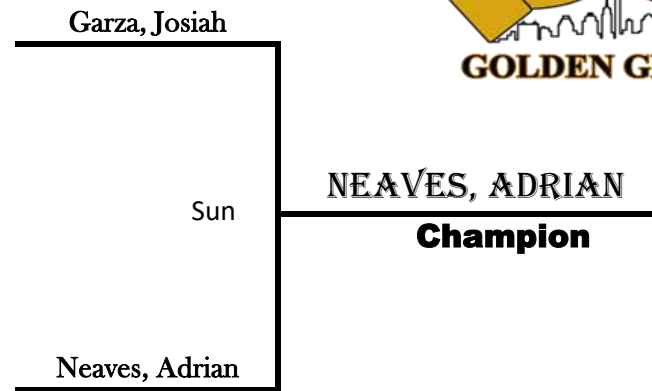 Garza, Josiah
GOLDEN
NEAVES, ADRIAN
Sun
Champion
Neaves, Adrian